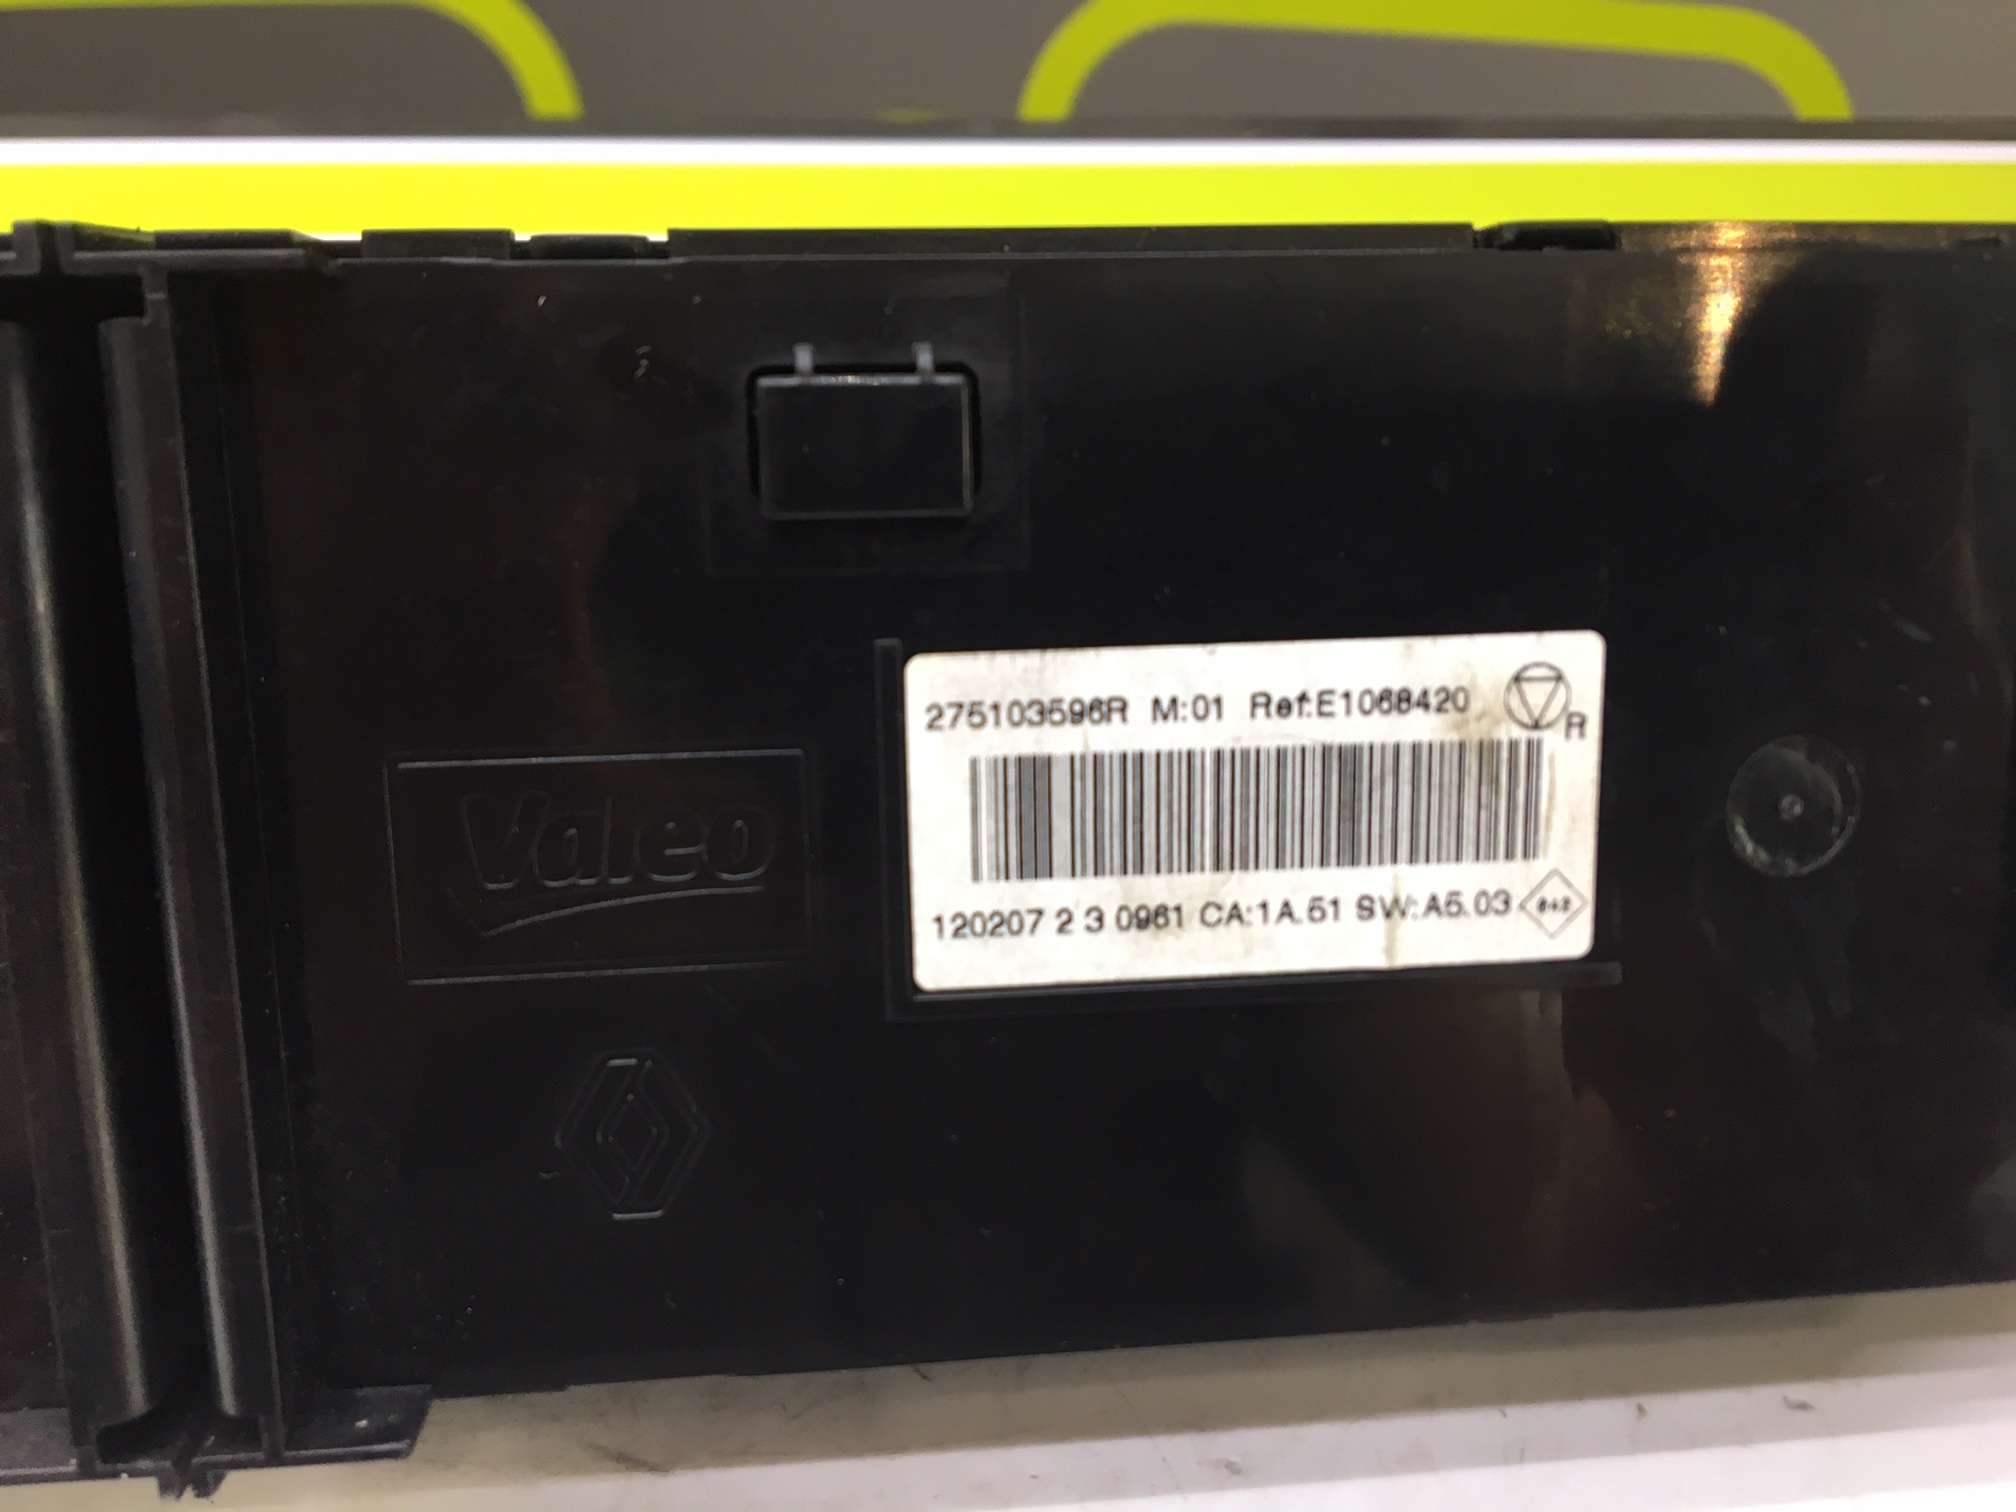 275103596R M:01 Ref:E1068420
R
Valeo
120207 2 3 0961 CA:1A.51 SW:A5.03